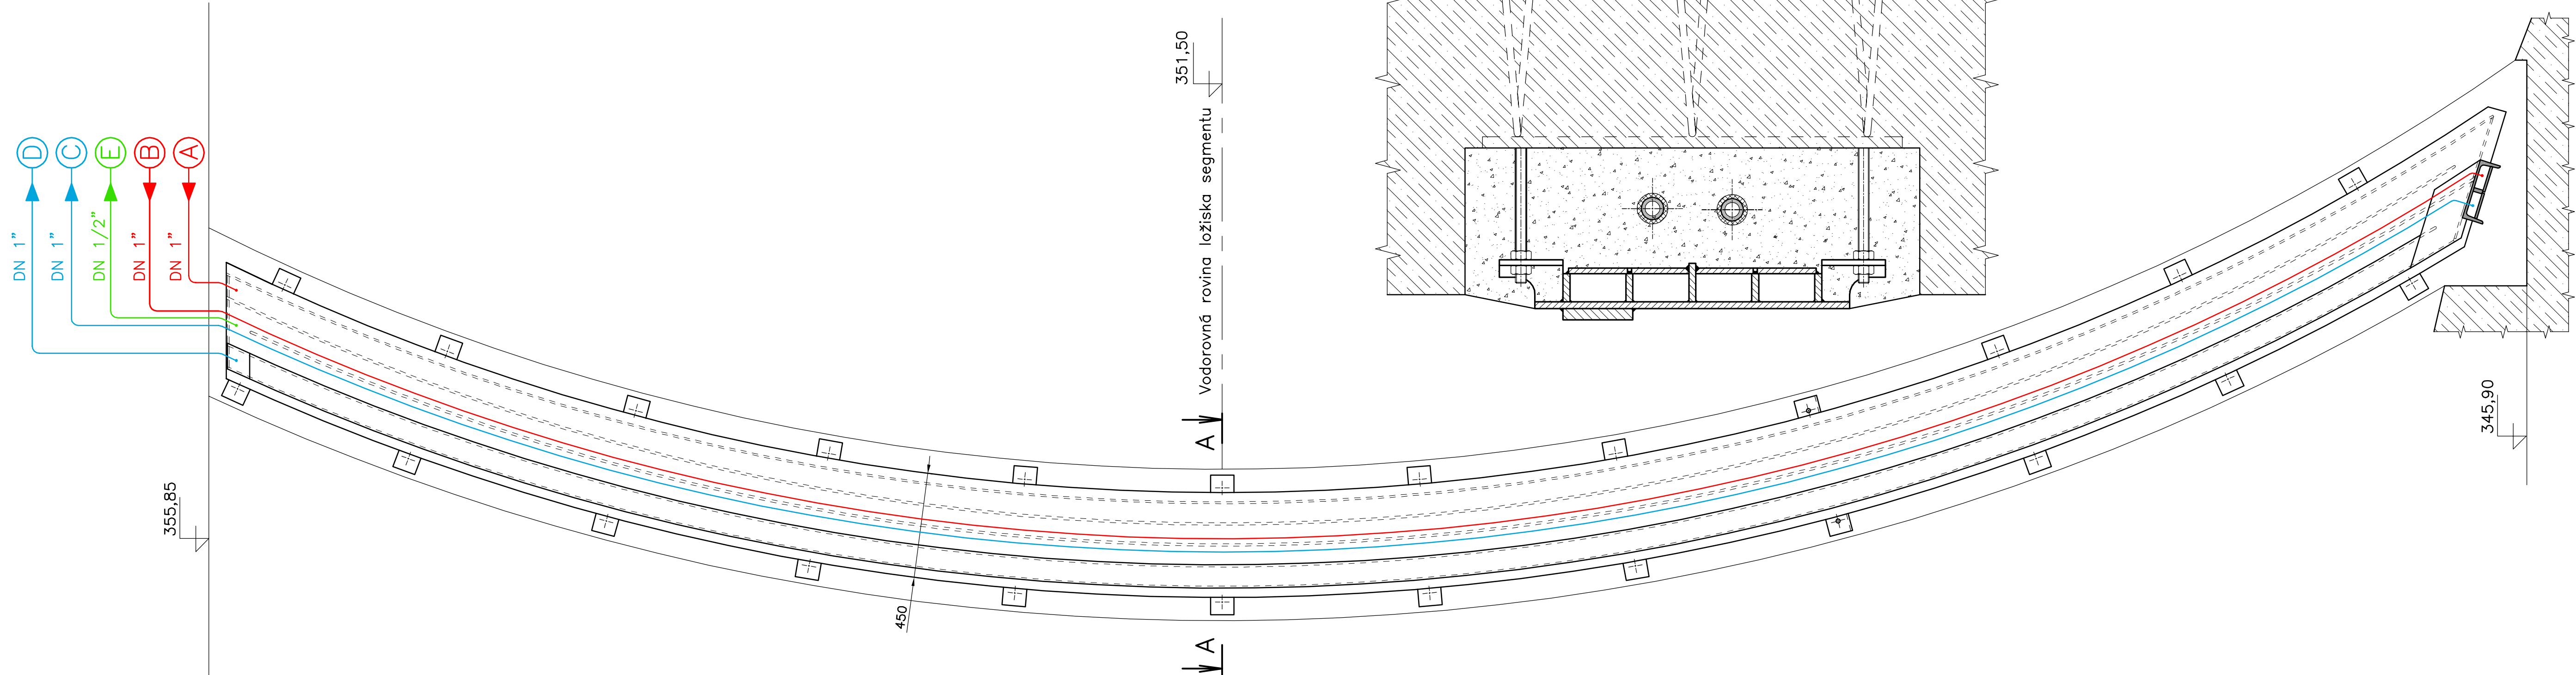 D
C
E
B
A
DN 1"
DN 1"
DN 1/2"
DN 1"
DN 1"
355,85
351,50
Vodorovná rovina ložiska segmentu
A
A
450
345,90